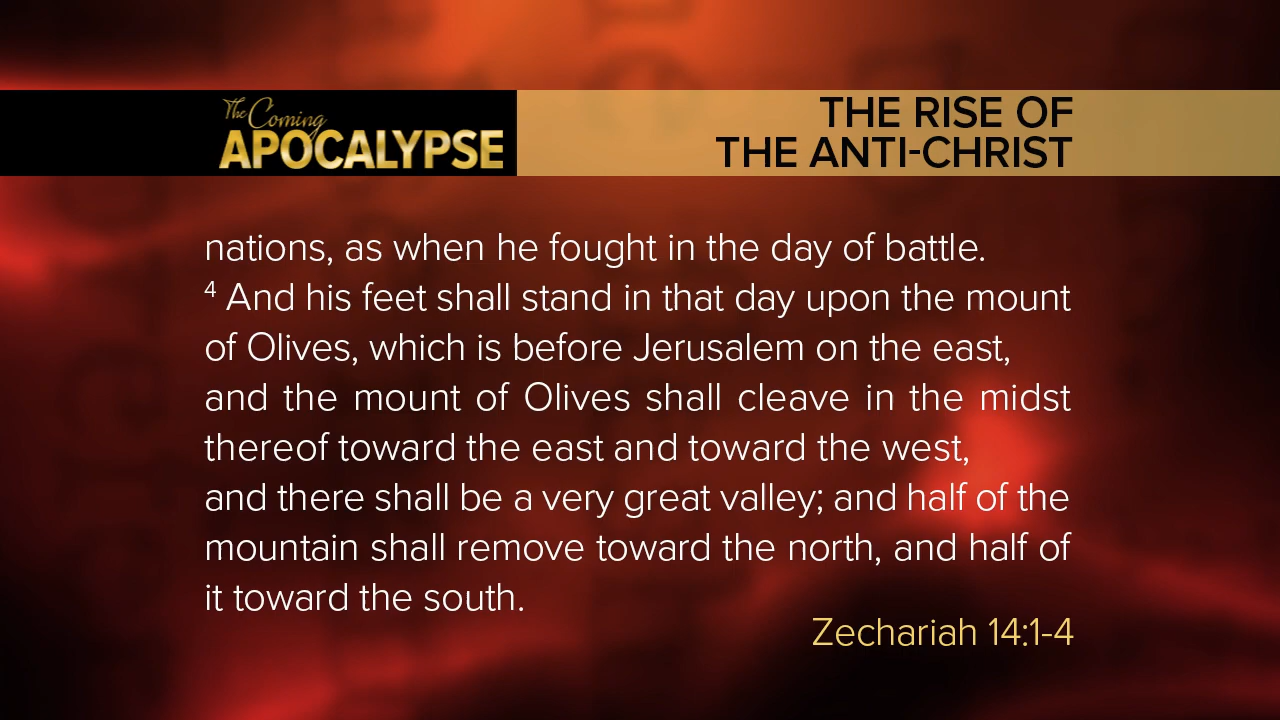 The Coming
APOCALYPSE
THE RISE OF
THE ANTI-CHRIST
nations, as when he fought in the day of battle.
⁴ And his feet shall stand in that day upon the mount
of Olives, which is before Jerusalem on the east,
and the mount of Olives shall cleave in the midst
thereof toward the east and toward the west,
and there shall be a very great valley; and half of the
mountain shall remove toward the north, and half of
it toward the south.
Zechariah 14:1-4